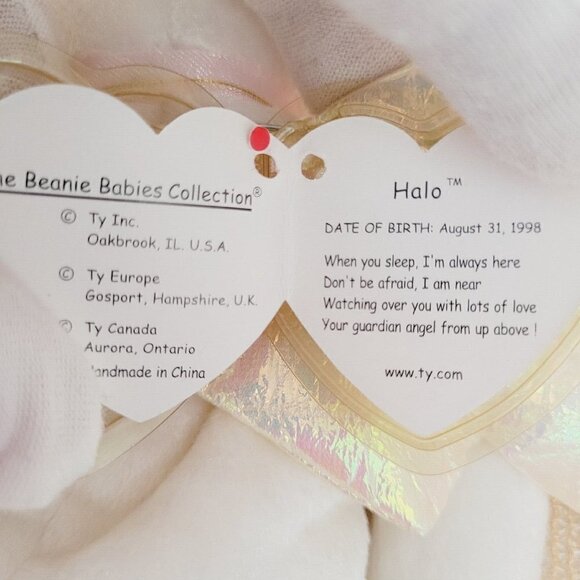 he Beanie Babies Collection®
© Ty Inc.
Oakbrook, IL. U.S.A.
© Ty Europe
Gosport, Hampshire, U.K.
© Ty Canada
Aurora, Ontario
andmade in China
Halo™
DATE OF BIRTH: August 31, 1998
When you sleep, I'm always here
Don't be afraid, I am near
Watching over you with lots of love
Your guardian angel from up above !
www.ty.com